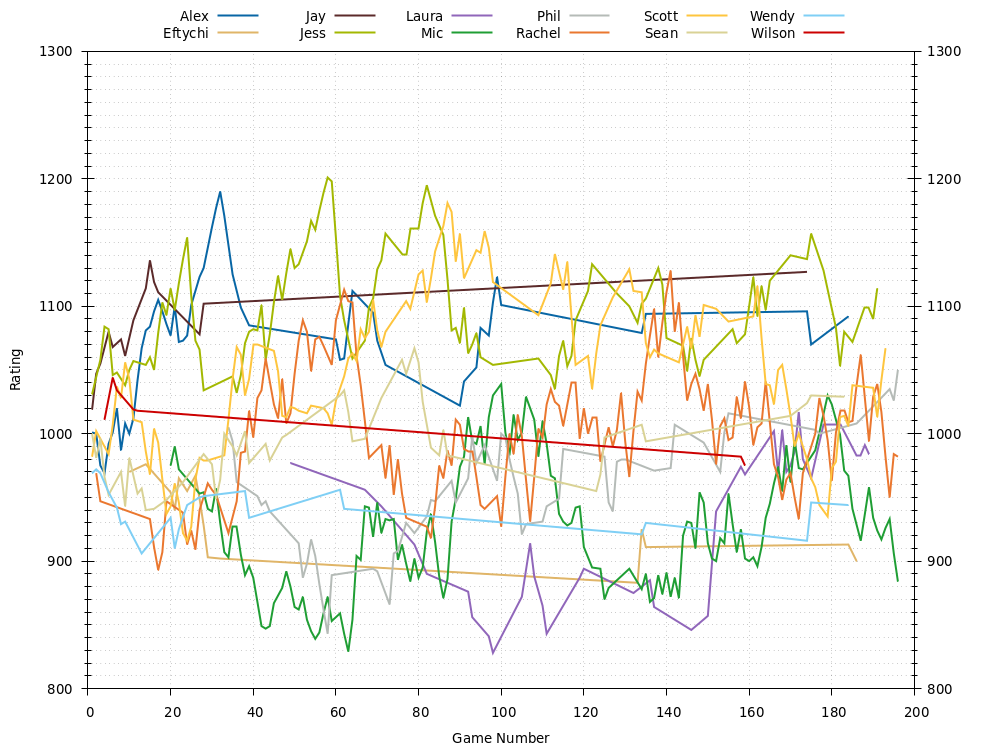 Alex Jay Laura Phil Scott Wendy
Eftychi Jess Mic Rachel Sean Wilson
1300 1300
1200 1200
1100 1100
1000 1000
900 900
800 800
Rating
0 20 40 60 80 100 120 140 160 180 200
Game Number